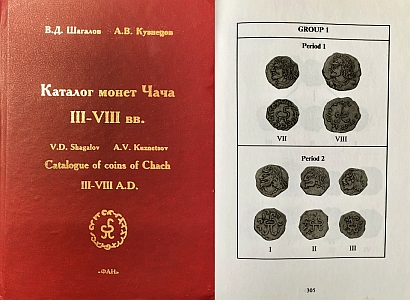 В.Д. Шагалов А.В. Кузнецов
Каталог монет Чача
III-VIII вв.
V.D. Shagalov A.V. Kuznetsov
Catalogue of coins of Chach
III-VIII A.D.
«ФАН»
GROUP 1
Period 1
VII VIII
Period 2
I II III
305